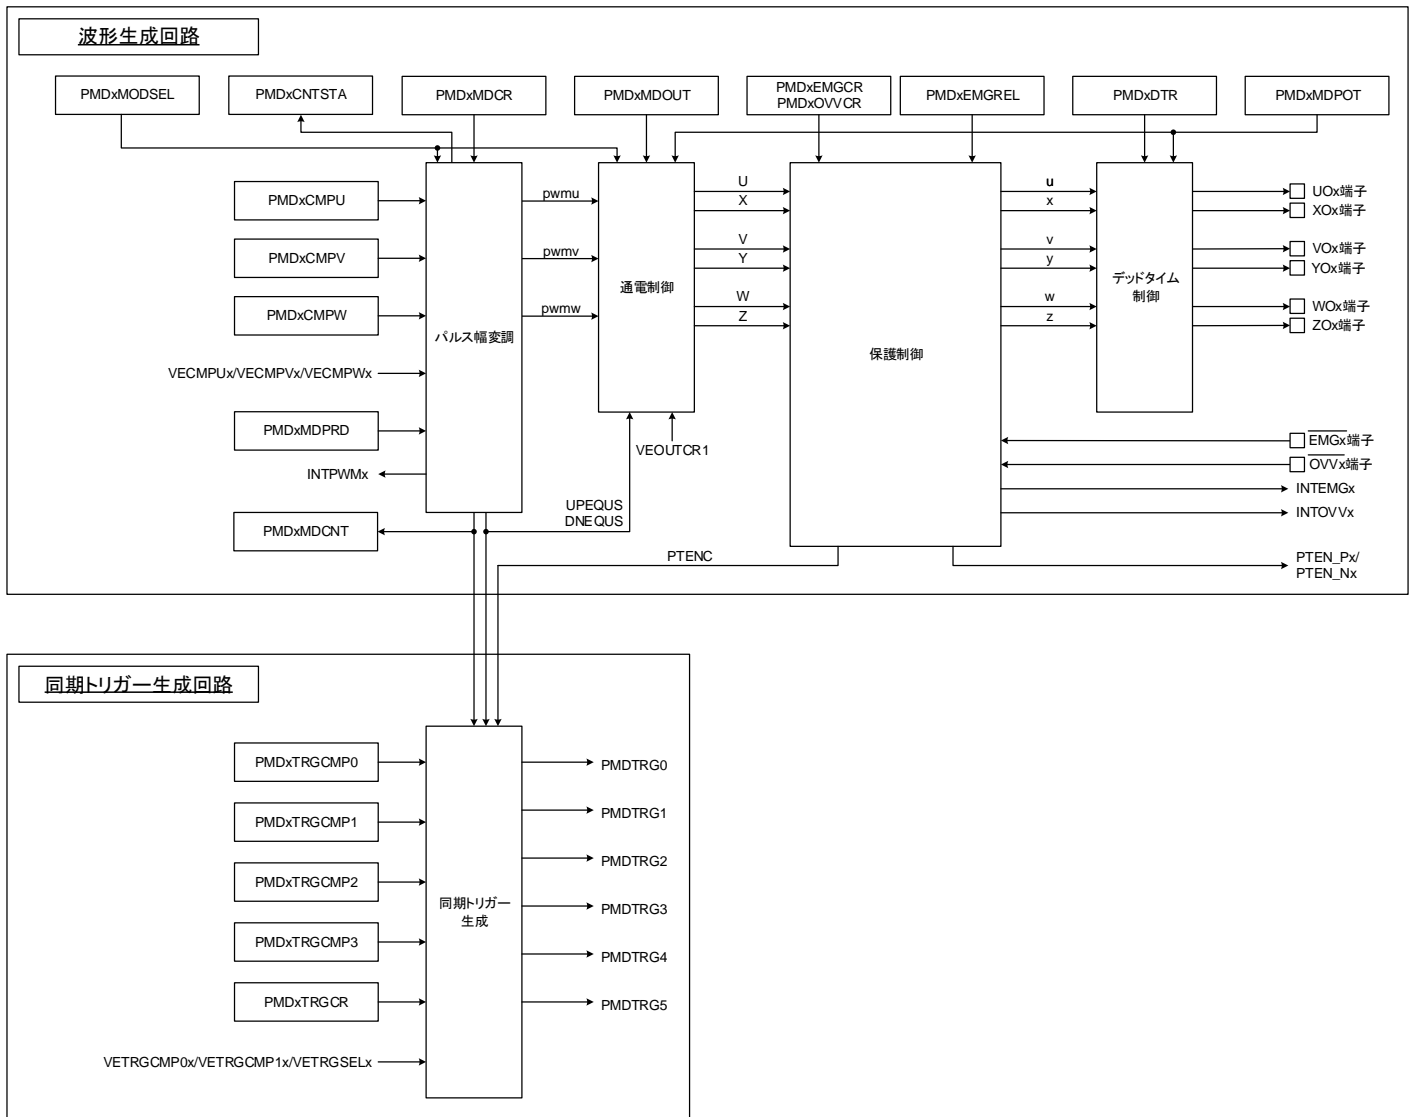 波形生成回路
PMDxMODSEL
PMDxCNTSTA
PMDxMDCR
PMDxMDOUT
PMDxEMGCR
PMDxOVVCR
PMDxEMGREL
PMDxDTR
PMDxMDPOT
PMDxCMPU
PMDxCMPV
PMDxCMPW
VECMPUx/VECMPVx/VECMPWx
PMDxMDPRD
INTPWMx
PMDxMDCNT
パルス幅変調
pwmu
pwmv
pwmw
通電制御
VEOUTCR1
UPEQUS
DNEQUS
PTENC
U
X
V
Y
W
Z
保護制御
u
x
v
y
w
z
デッドタイム
制御
UOx端子
XOx端子
VOx端子
YOx端子
WOx端子
ZOx端子
EMGx端子
OVVx端子
INTEMGx
INTOVVx
PTEN_Px/
PTEN_Nx
同期トリガー生成回路
PMDxTRGCMP0
PMDxTRGCMP1
PMDxTRGCMP2
PMDxTRGCMP3
PMDxTRGCR
VETRGCMP0x/VETRGCMP1x/VETRGSELx
同期トリガー
生成
PMDTRG0
PMDTRG1
PMDTRG2
PMDTRG3
PMDTRG4
PMDTRG5